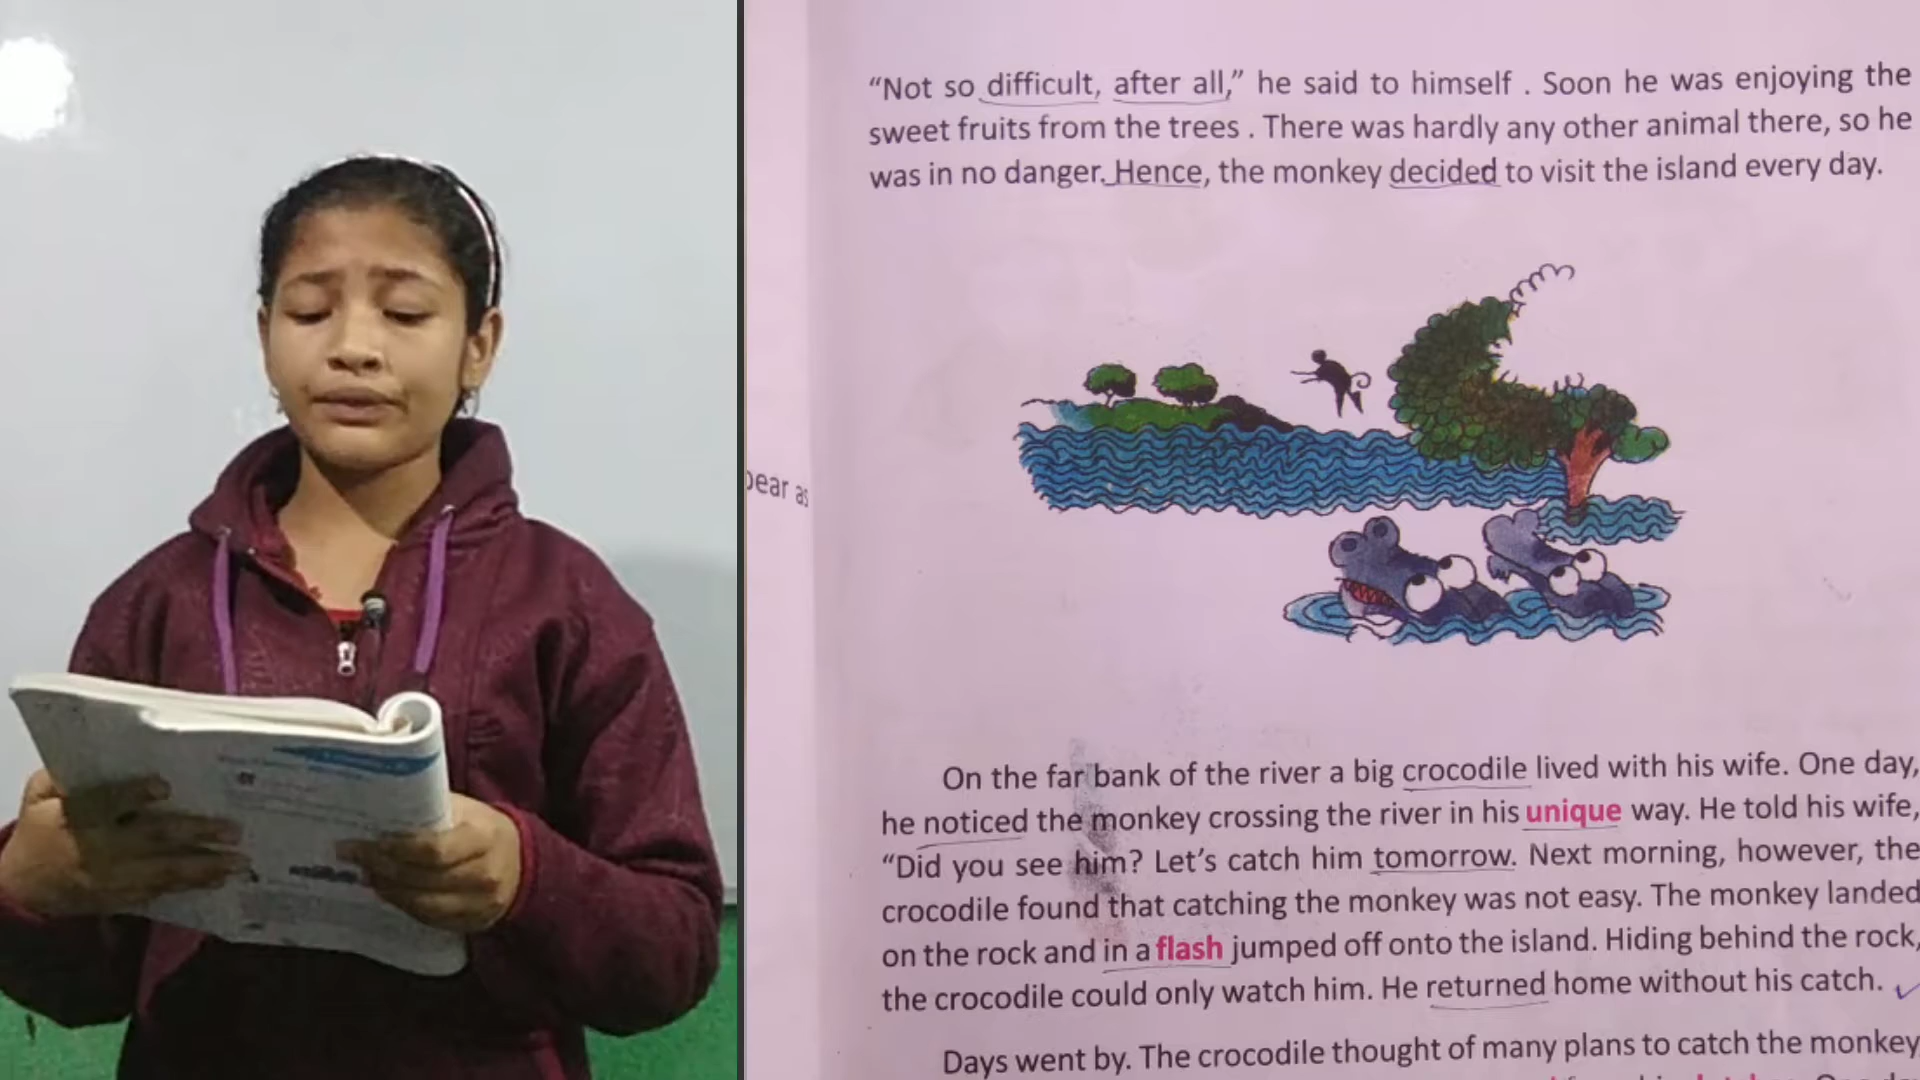 "Not so difficult, after all," he said to himself . Soon he was enjoying the
sweet fruits from the trees . There was hardly any other animal there, so he
was in no danger. Hence, the monkey decided to visit the island every day.
bear as
On the far bank of the river a big crocodile lived with his wife. One day,
he noticed the monkey crossing the river in his unique way. He told his wife,
"Did you see him? Let's catch him tomorrow. Next morning, however, the
crocodile found that catching the monkey was not easy. The monkey landed
on the rock and in a flash jumped off onto the island. Hiding behind the rock,
the crocodile could only watch him. He returned home without his catch.
Days went by. The crocodile thought of many plans to catch the monkey